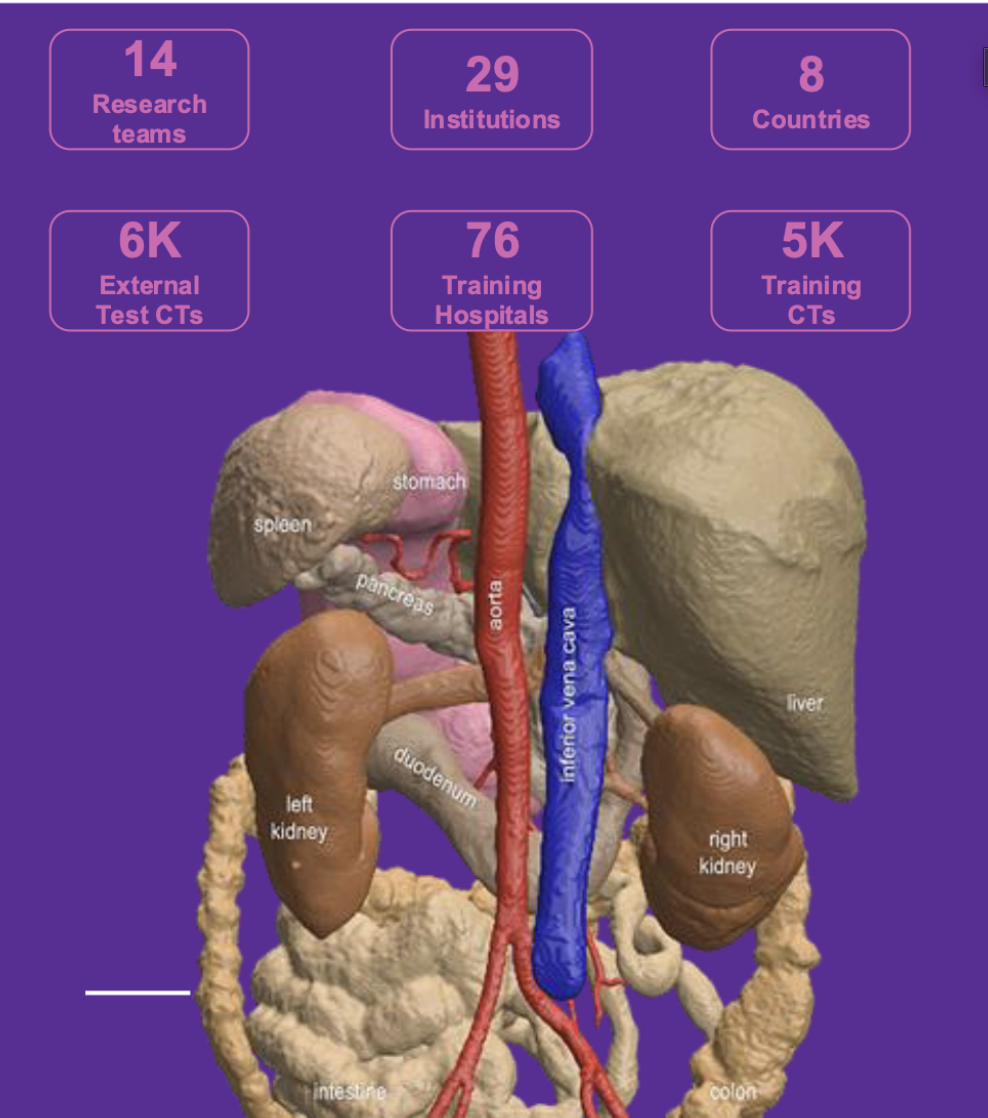 14
Research
teams
29
Institutions
8
Countries
6K
External
Test CTs
76
Training
Hospitals
5K
Training
CTs
stomach
spleen
pancreas
aorta
inferior vena cava
liver
duodenum
left
kidney
right
kidney
intestine
colon